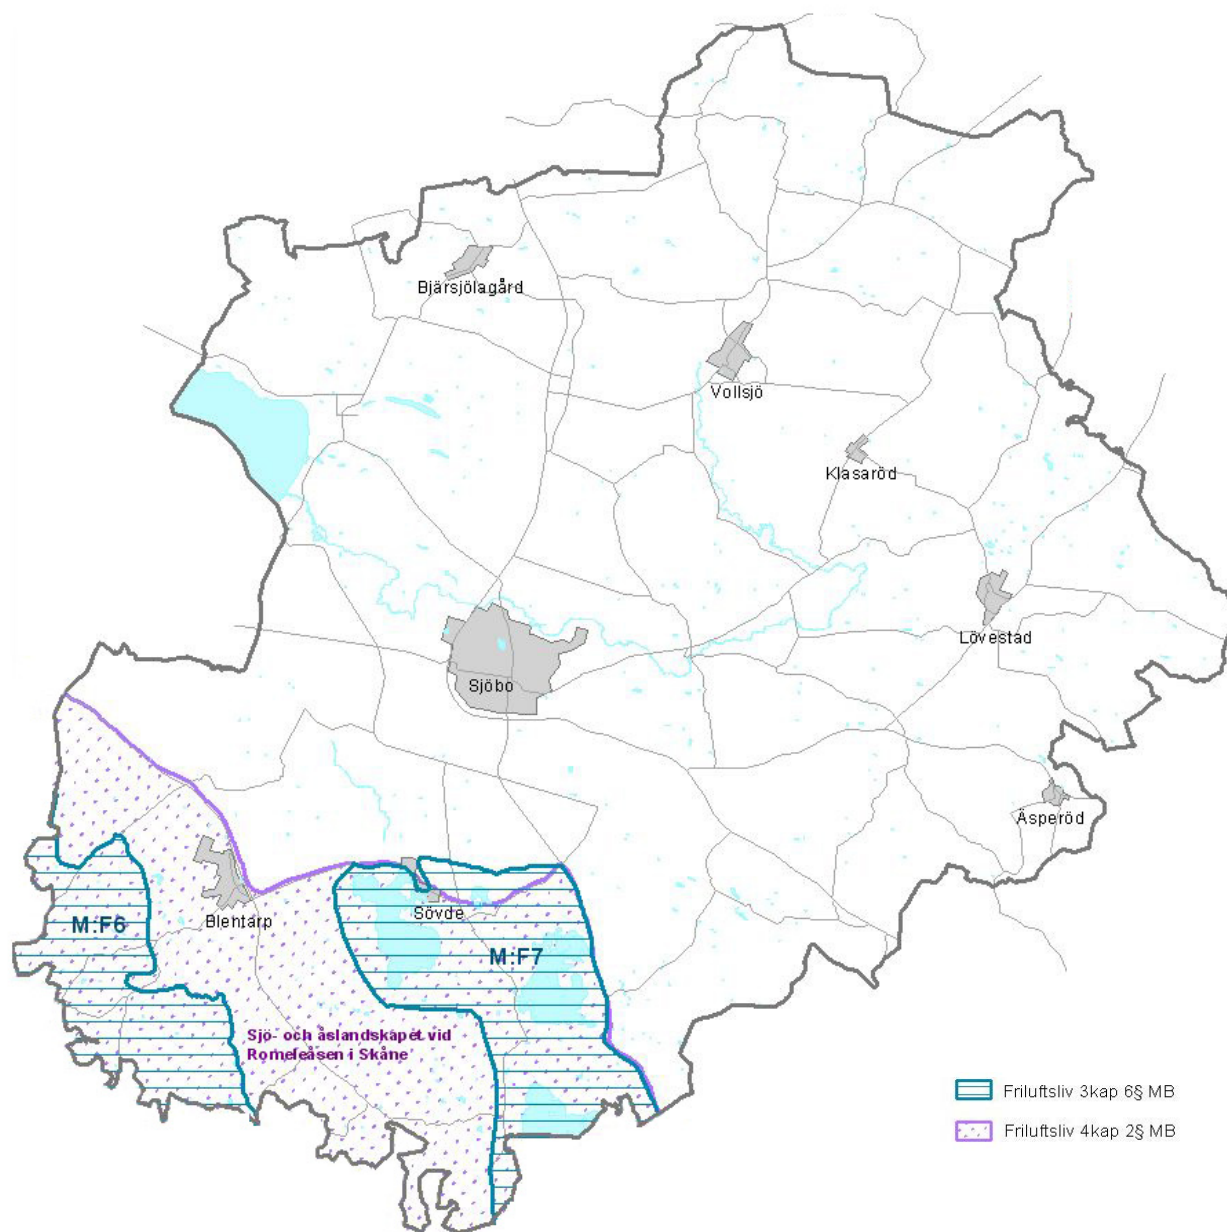 Bjärsjölagård
Vollsjö
Klasaröd
Lövestad
Sjöbo
Äsperöd
Blentarp
Sövde
M:F6
M:F7
Sjö- och åslandskapet vid
Romeleåsen i Skåne
Friluftsliv 3kap 6§ MB
Friluftsliv 4kap 2§ MB